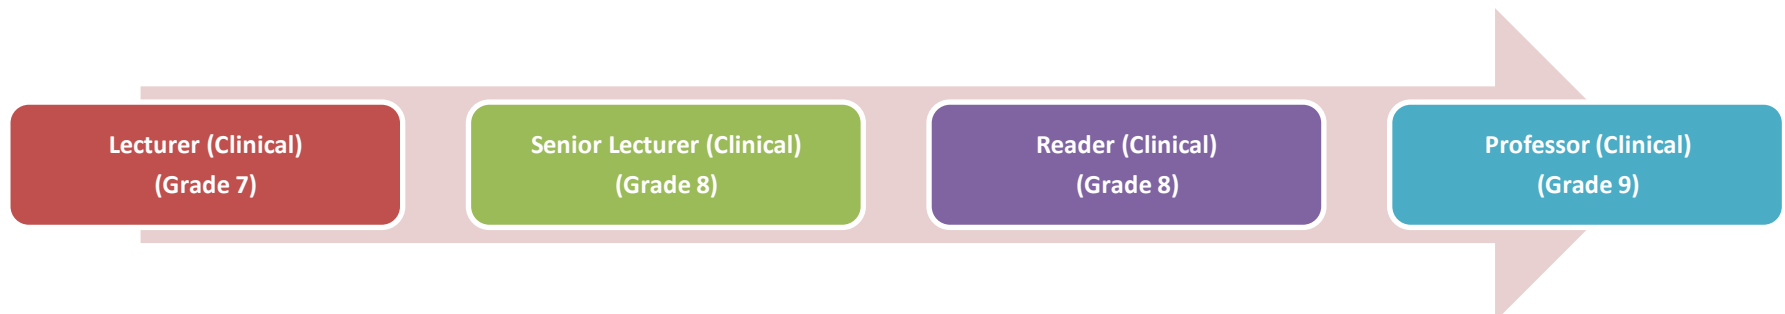 Lecturer (Clinical)
(Grade 7)
Senior Lecturer (Clinical)
(Grade 8)
Reader (Clinical)
(Grade 8)
Professor (Clinical)
(Grade 9)